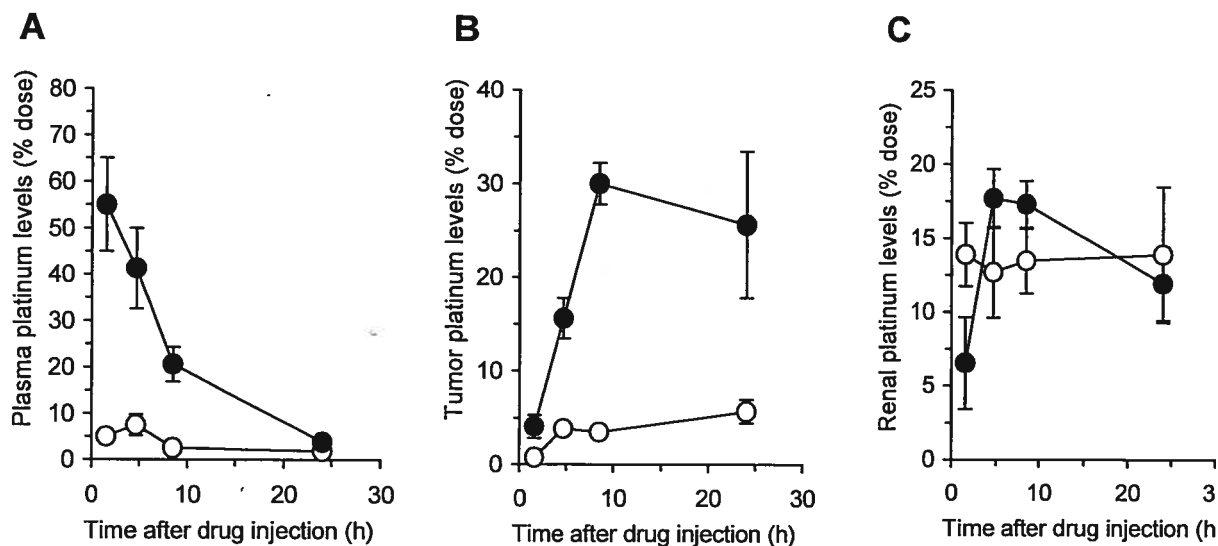 A
Plasma platinum levels (% dose)
80
70
60
50
40
30
20
10
0
0 10 20 30
Time after drug injection (h)
B
Tumor platinum levels (% dose)
40
30
20
10
0
0 10 20 30
Time after drug injection (h)
C
Renal platinum levels (% dose)
25
20
15
10
5
0
0 10 20 3
Time after drug injection (h